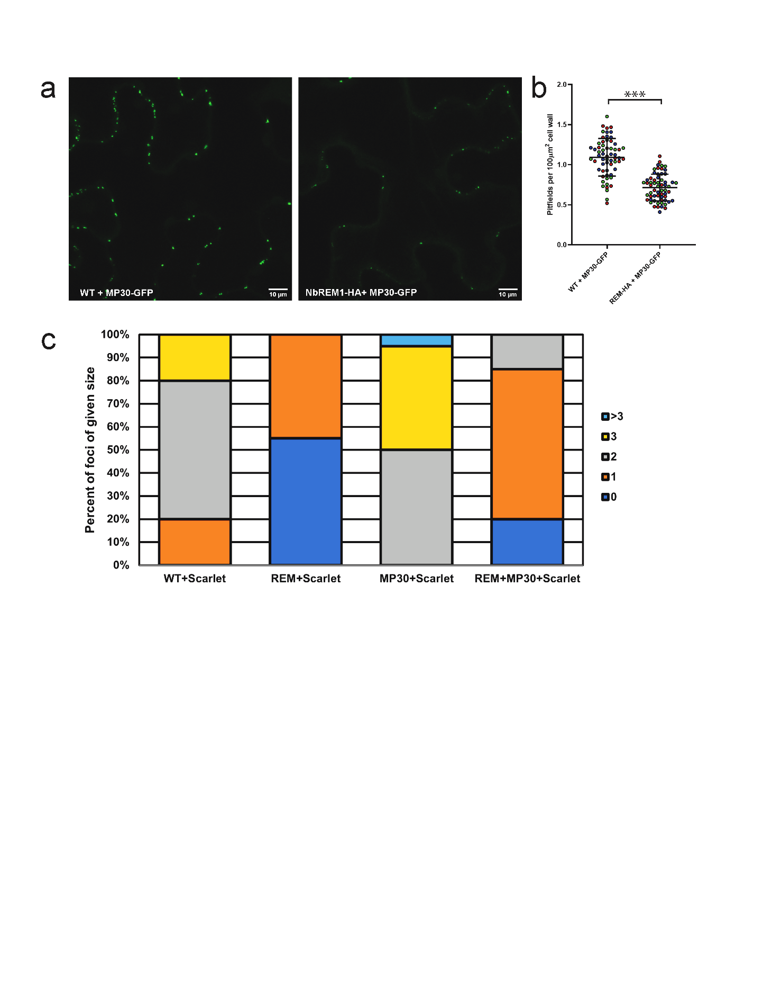 a
WT + MP30-GFP
10 µm
NbREM1-HA+ MP30-GFP
10 µm
b
***
Pitfields per 100µm² cell wall
2.0
1.5
1.0
0.5
0.0
WT + MP30-GFP
REM-HA + MP30-GFP
c
Percent of foci of given size
100%
90%
80%
70%
60%
50%
40%
30%
20%
10%
0%
WT+Scarlet
REM+Scarlet
MP30+Scarlet
REM+MP30+Scarlet
>3
3
2
1
0